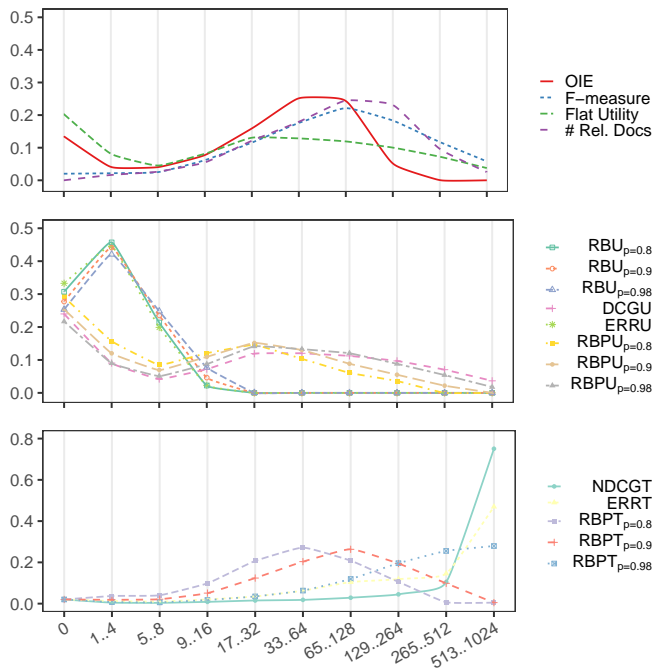 0.5
0.4
0.3
0.2
0.1
0.0
OIE
F−measure
Flat Utility
# Rel. Docs
0.5
0.4
0.3
0.2
0.1
0.0
RBUp=0.8
RBUp=0.9
RBUp=0.98
DCGU
ERRU
RBPUp=0.8
RBPUp=0.9
RBPUp=0.98
0.8
0.6
0.4
0.2
0.0
NDCGT
ERRT
RBPTp=0.8
RBPTp=0.9
RBPTp=0.98
0
1..4
5..8
9..16
17..32
33..64
65..128
129..264
265..512
513..1024